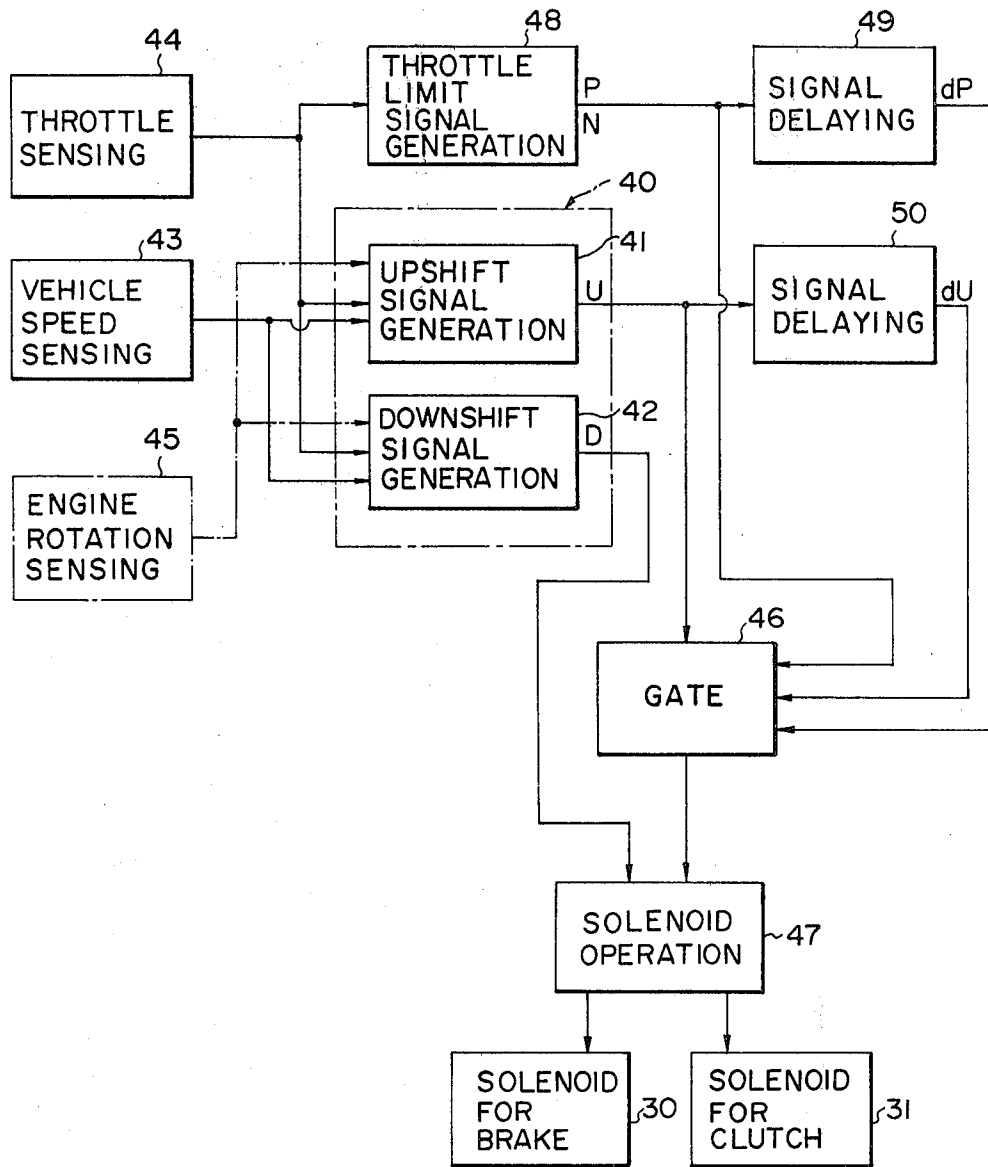 44
THROTTLE
SENSING
48
THROTTLE
LIMIT
SIGNAL
GENERATION
P
N
49
SIGNAL
DELAYING
dP
40
43
VEHICLE
SPEED
SENSING
41
UPSHIFT
SIGNAL
GENERATION
U
50
SIGNAL
DELAYING
dU
42
DOWNSHIFT
SIGNAL
GENERATION
D
45
ENGINE
ROTATION
SENSING
46
GATE
SOLENOID
OPERATION
47
SOLENOID
FOR
BRAKE
30
SOLENOID
FOR
CLUTCH
31